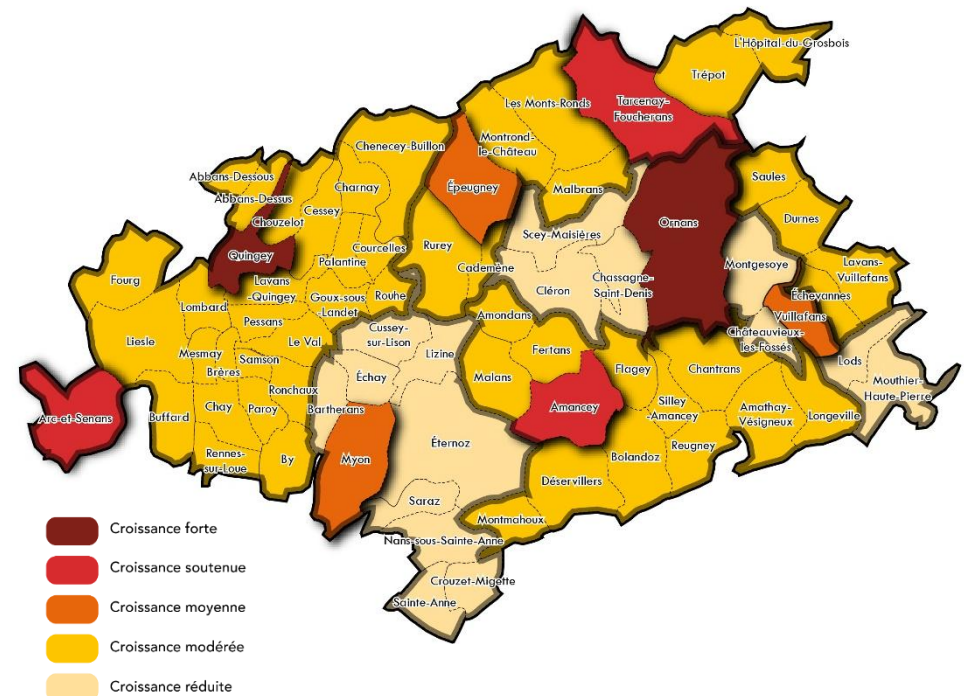 L'Hôpital-du-Grosbois
Trépot
Tarcenay-
Foucherans
Les Monts-Ronds
Montrond-
le-Château
Chenecey-Buillon
Abbans-Dessous
Abbans-Dessus
Charnay
Épeugney
Malbrans
Saules
Cessey
Chouzelot
Durnes
Ornans
Scey-Maisières
Courcelles
Rurey
Quingey
Palantine
Cademène
Montgesoye
Lavans-
Vuillafans
Fourg
Lavans
-Quingey
Chassagne-
Saint-Denis
Cléron
Échevannes
Rouhe
Goux-sous
-Landet
Lombard
Amondans
Vuillafans
Pessans
Cussey-
sur-Lison
Châteauvieux-
les-Fossés
Liesle
Le Val
Lizine
Fertans
Mesmay
Samson
Lods
Brères
Échay
Malans
Flagey
Chantrans
Mouthier-
Haute-Pierre
Ronchaux
Arc-et-Senans
Buffard
Chay
Paroy
Bartherans
Amancey
Silley
-Amancey
Amathay-
Vésigneux
Longeville
Éternoz
Reugney
Rennes-
sur-Loue
By
Myon
Bolandoz
Déservillers
Saraz
Montmahoux
Nans-sous-Sainte-Anne
Crouzet-Migette
Sainte-Anne
Croissance forte
Croissance soutenue
Croissance moyenne
Croissance modérée
Croissance réduite